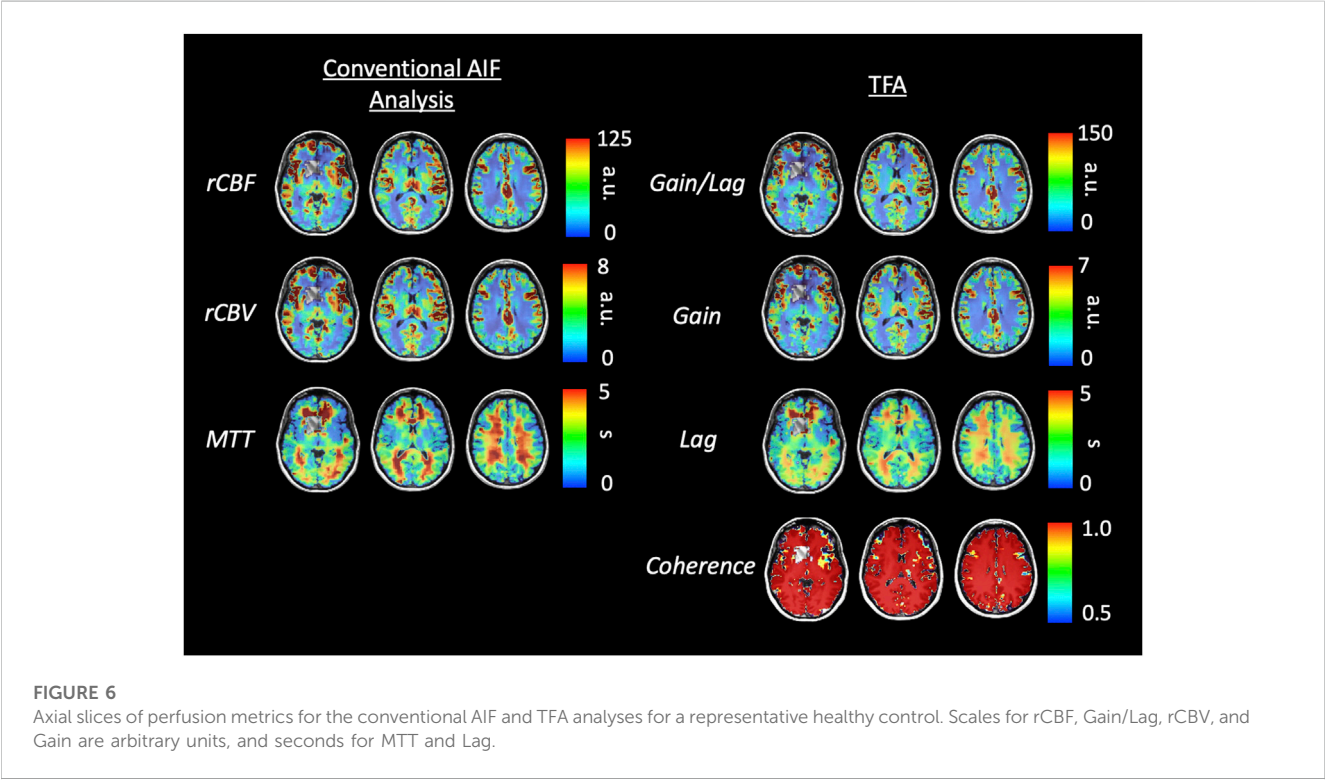 Conventional AIF
Analysis
TFA
rCBF
125
a.u.
0
Gain/Lag
150
a.u.
0
rCBV
8
a.u.
0
Gain
7
a.u.
0
MTT
5
s
0
Lag
5
s
0
Coherence
1.0
0.5
FIGURE 6
Axial slices of perfusion metrics for the conventional AIF and TFA analyses for a representative healthy control. Scales for rCBF, Gain/Lag, rCBV, and
Gain are arbitrary units, and seconds for MTT and Lag.